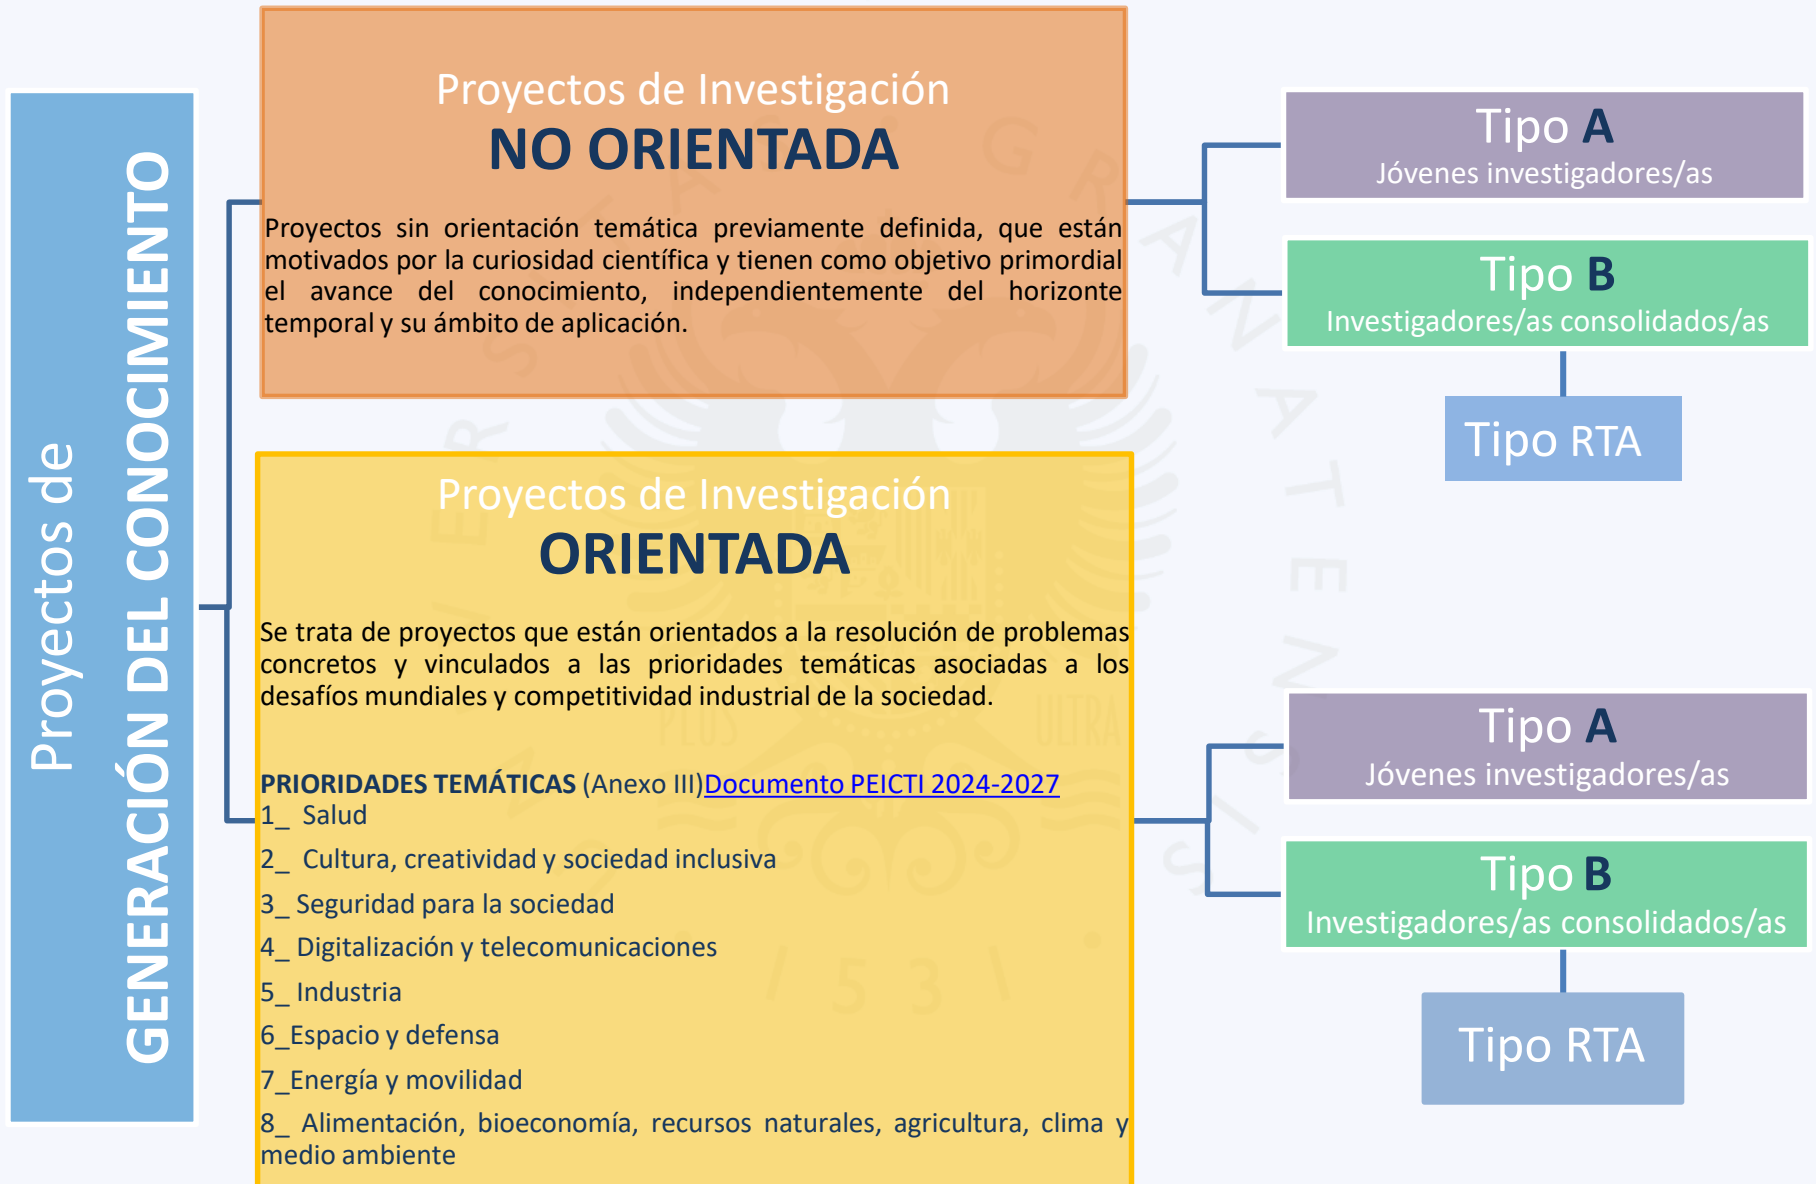 Proyectos de
GENERACIÓN DEL CONOCIMIENTO
Proyectos de Investigación
NO ORIENTADA
Proyectos sin orientación temática previamente definida, que están
motivados por la curiosidad científica y tienen como objetivo primordial
el avance del conocimiento, independientemente del horizonte
temporal y su ámbito de aplicación.
Tipo A
Jóvenes investigadores/as
Tipo B
Investigadores/as consolidados/as
Tipo RTA
Proyectos de Investigación
ORIENTADA
Se trata de proyectos que están orientados a la resolución de problemas
concretos y vinculados a las prioridades temáticas asociadas a los
desafíos mundiales y competitividad industrial de la sociedad.
PRIORIDADES TEMÁTICAS (Anexo III)Documento PEICTI 2024-2027
1_ Salud
2_ Cultura, creatividad y sociedad inclusiva
3_ Seguridad para la sociedad
4_ Digitalización y telecomunicaciones
5_ Industria
6_Espacio y defensa
7_Energía y movilidad
8_ Alimentación, bioeconomía, recursos naturales, agricultura, clima y
medio ambiente
Tipo A
Jóvenes investigadores/as
Tipo B
Investigadores/as consolidados/as
Tipo RTA
PLUS ULTRA
GRANATENSIS
1531